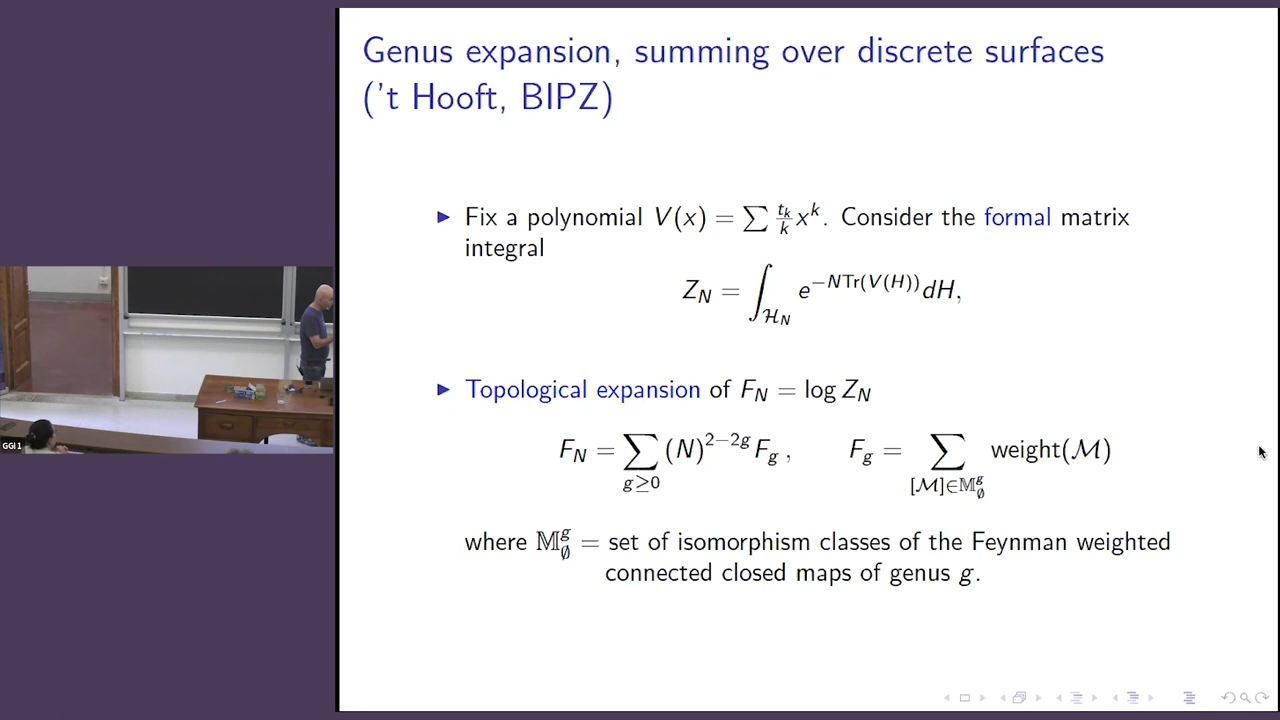 Genus expansion, summing over discrete surfaces
('t Hooft, BIPZ)
▶ Fix a polynomial V(x) = ∑ t_k/k x^k. Consider the formal matrix
integral
Z_N = ∫_{ℋ_N} e^{−NTr(V(H))} dH,
▶ Topological expansion of F_N = log Z_N
F_N = ∑_{g≥0} (N)^{2−2g} F_g , F_g = ∑_{[ℳ]∈𝕄^g_∅} weight(ℳ)
where 𝕄^g_∅ = set of isomorphism classes of the Feynman weighted
connected closed maps of genus g.
GGI 1